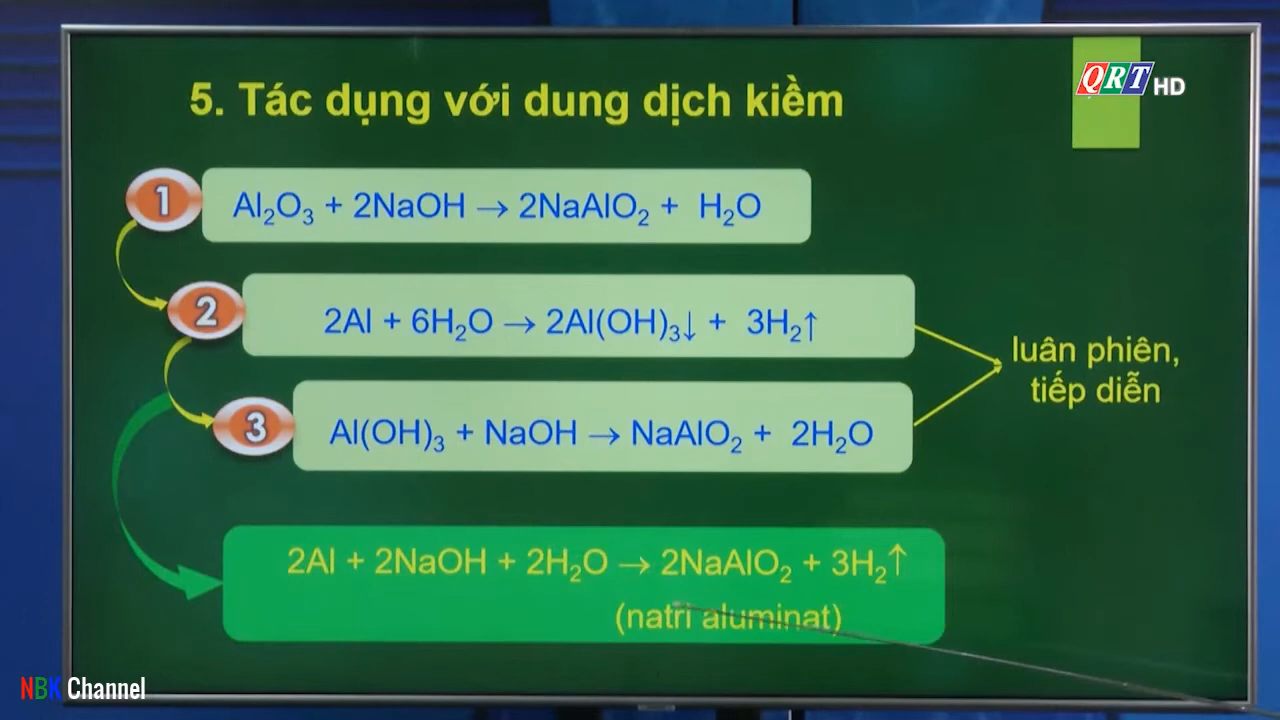 5. Tác dụng với dung dịch kiềm
QRT HD
1
Al₂O₃ + 2NaOH → 2NaAlO₂ + H₂O
2
2Al + 6H₂O → 2Al(OH)₃↓ + 3H₂↑
3
Al(OH)₃ + NaOH → NaAlO₂ + 2H₂O
luân phiên,
tiếp diễn
2Al + 2NaOH + 2H₂O → 2NaAlO₂ + 3H₂↑
(natri aluminat)
NBK Channel